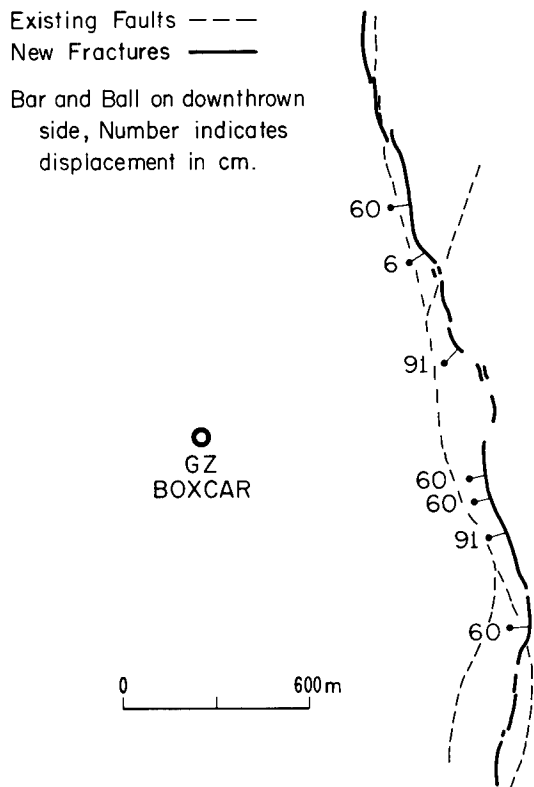 Existing Faults
New Fractures
Bar and Ball on downthrown
side, Number indicates
displacement in cm.
60
6
91
GZ
BOXCAR
60
60
91
60
0 600m